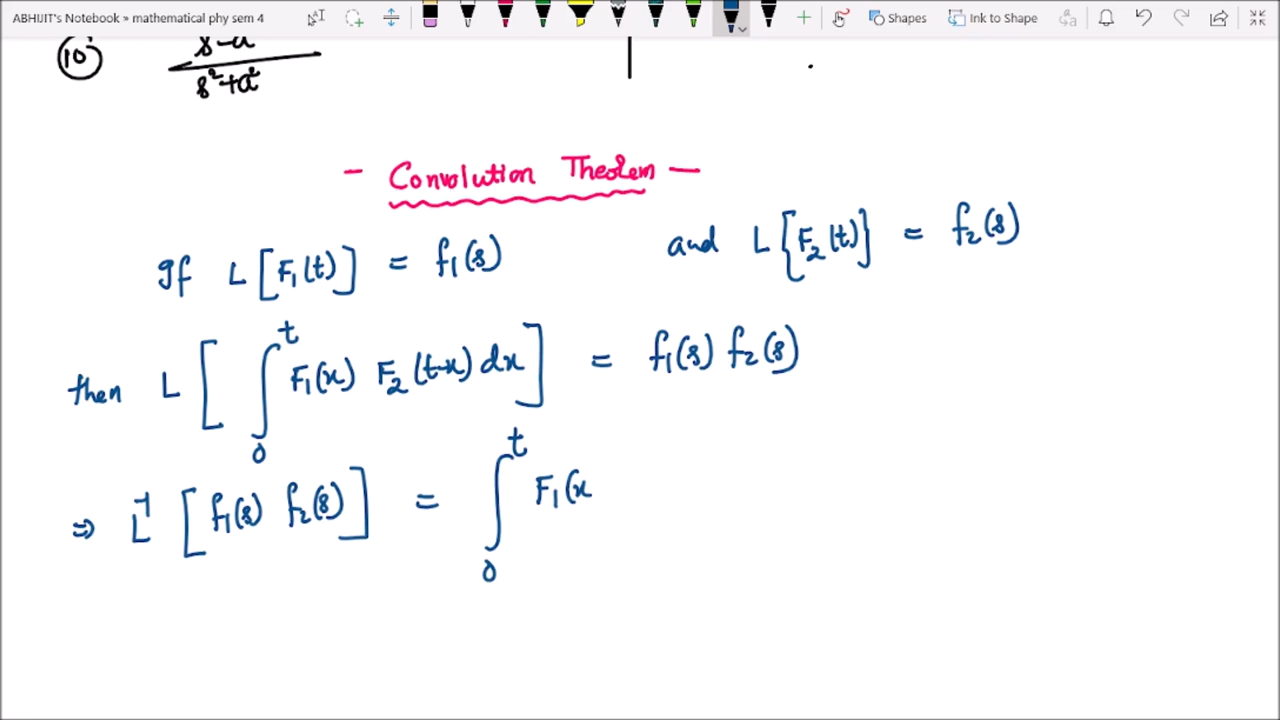 ABHIJIT's Notebook » mathematical phy sem 4
Shapes Ink to Shape
10 s-a
s²+a²
- Convolution Theorem -
If L[F₁(t)] = f₁(s) and L{F₂(t)} = f₂(s)
then L[∫₀ᵗ F₁(x) F₂(t-x) dx] = f₁(s) f₂(s)
⇒ L⁻¹[f₁(s) f₂(s)] = ∫₀ᵗ F₁(x